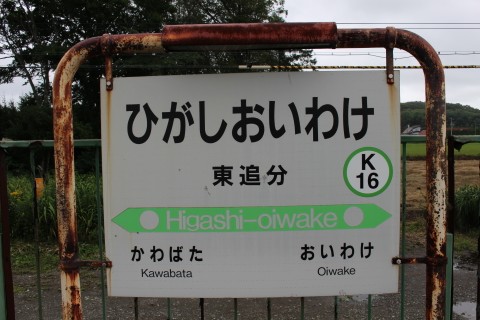 ひがしおいわけ
東追分
K
16
Higashi-oiwake
かわばた
Kawabata
おいわけ
Oiwake